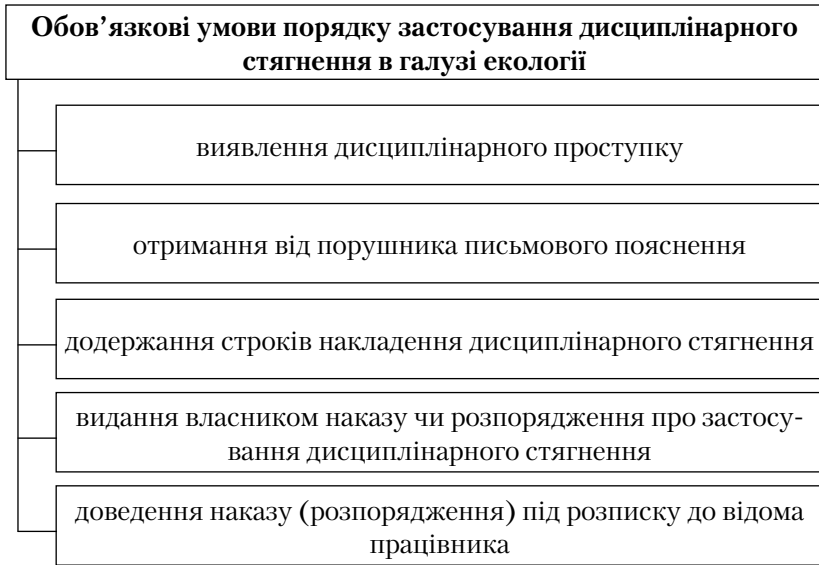 Обов’язкові умови порядку застосування дисциплінарного
стягнення в галузі екології
виявлення дисциплінарного проступку
отримання від порушника письмового пояснення
додержання строків накладення дисциплінарного стягнення
видання власником наказу чи розпорядження про застосу-
вання дисциплінарного стягнення
доведення наказу (розпорядження) під розписку до відома
працівника